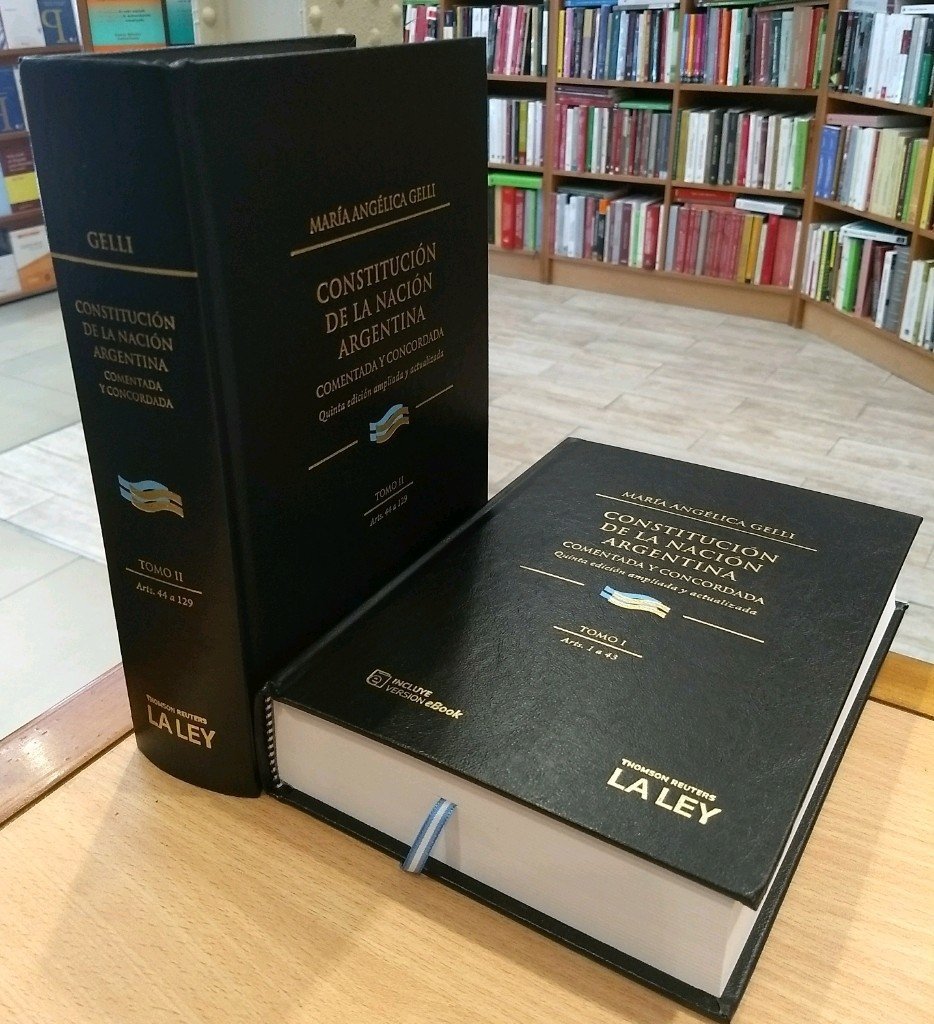 GELLI
CONSTITUCIÓN
DE LA NACIÓN
ARGENTINA
COMENTADA
Y CONCORDADA
TOMO II
Arts. 44 a 129
THOMSON REUTERS
LA LEY
MARÍA ANGÉLICA GELLI
CONSTITUCIÓN
DE LA NACIÓN
ARGENTINA
COMENTADA Y CONCORDADA
Quinta edición ampliada y actualizada
TOMO II
Arts. 44 a 129
MARÍA ANGÉLICA GELLI
CONSTITUCIÓN
DE LA NACIÓN
ARGENTINA
COMENTADA Y CONCORDADA
Quinta edición ampliada y actualizada
TOMO I
Arts. 1 a 43
e INCLUYE
VERSIÓN eBook
THOMSON REUTERS
LA LEY